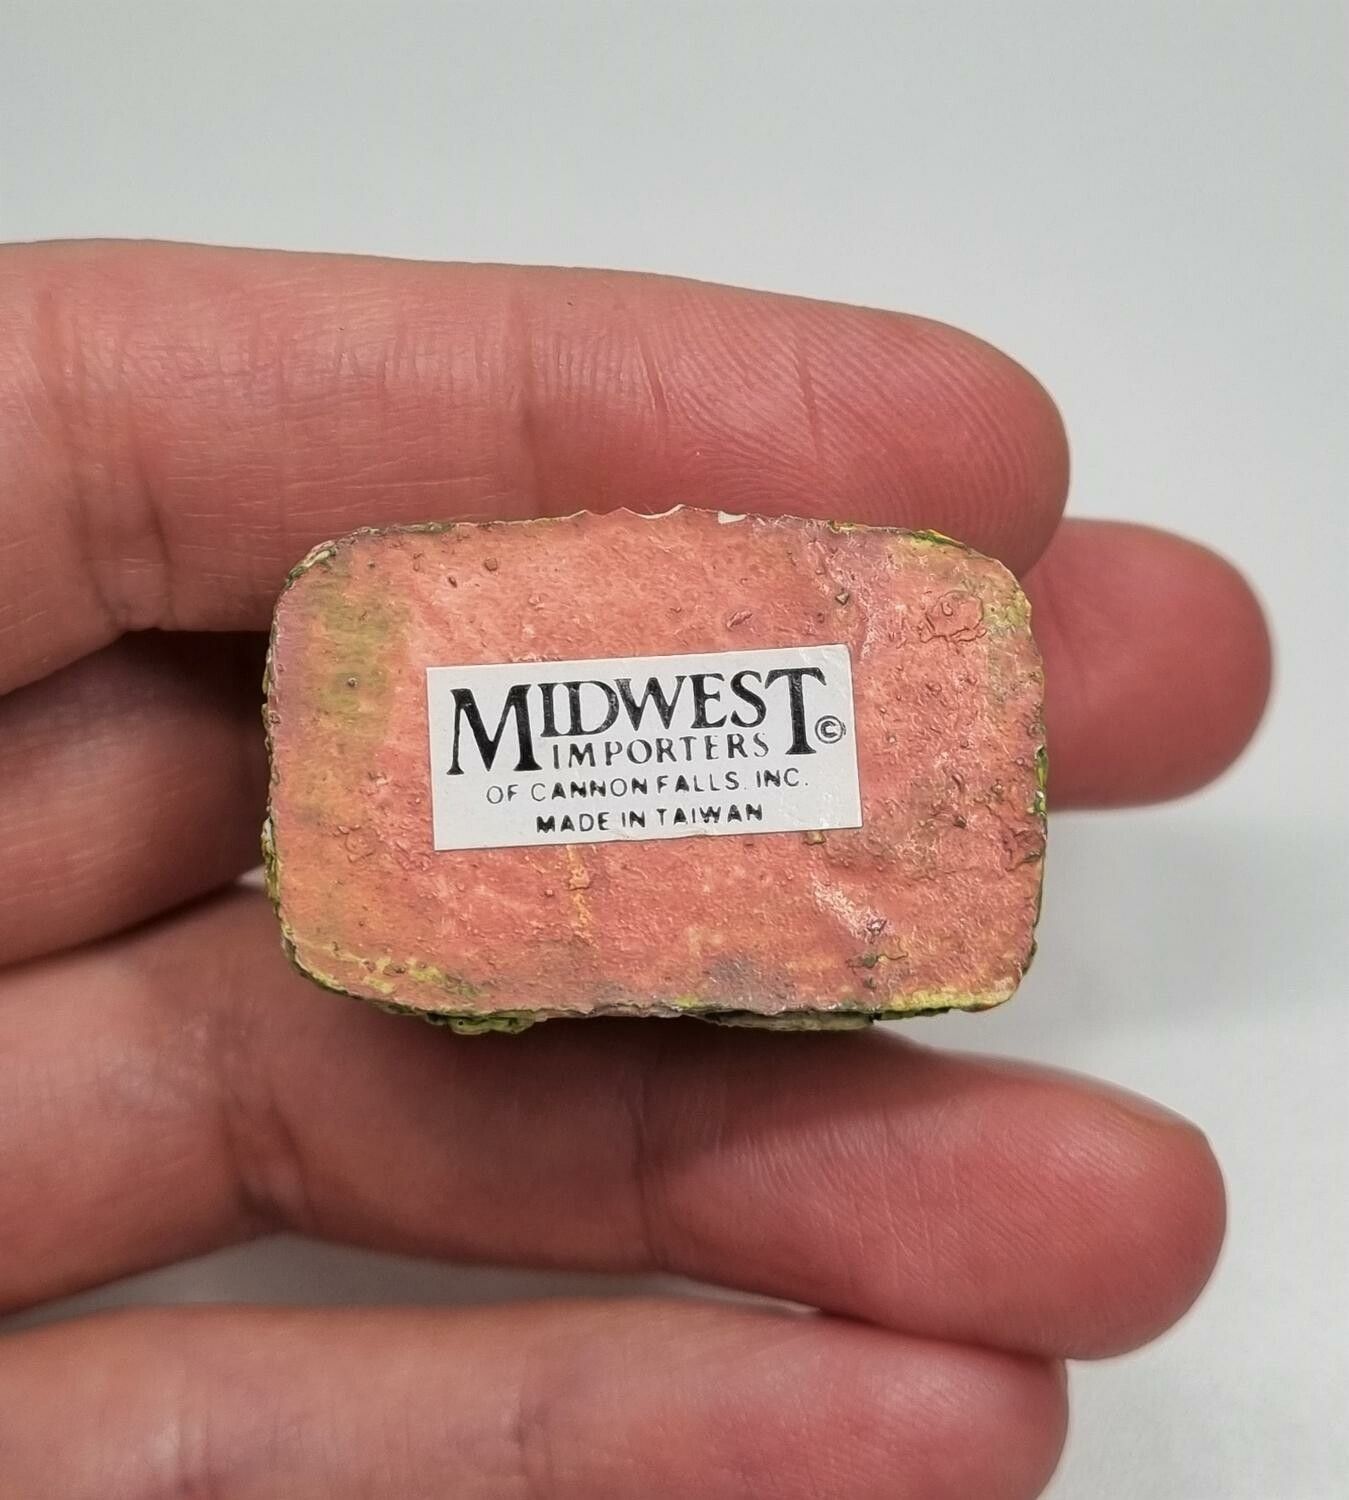 MIDWEST©
IMPORTERS
OF CANNON FALLS. INC.
MADE IN TAIWAN